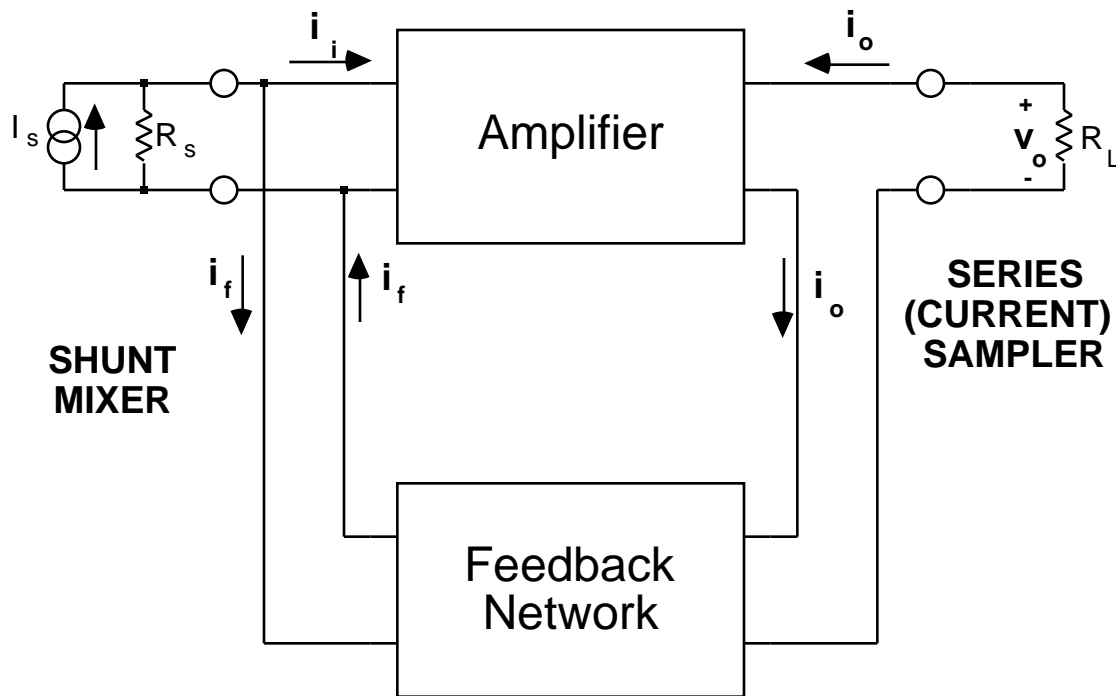 i i
i o
Amplifier
I s
R s
+
v o
-
R L
i f
i f
i o
SERIES
(CURRENT)
SAMPLER
SHUNT
MIXER
Feedback
Network